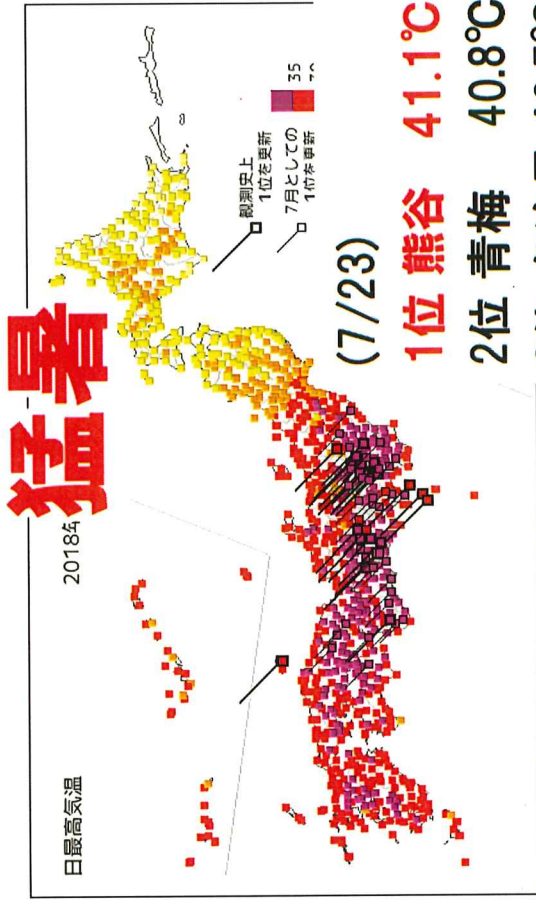 猛暑
日最高気温
2018年
観測史上
1位を更新
7月としての
1位を更新
35
(7/23)
1位 熊谷 41.1℃
2位 青梅 40.8℃